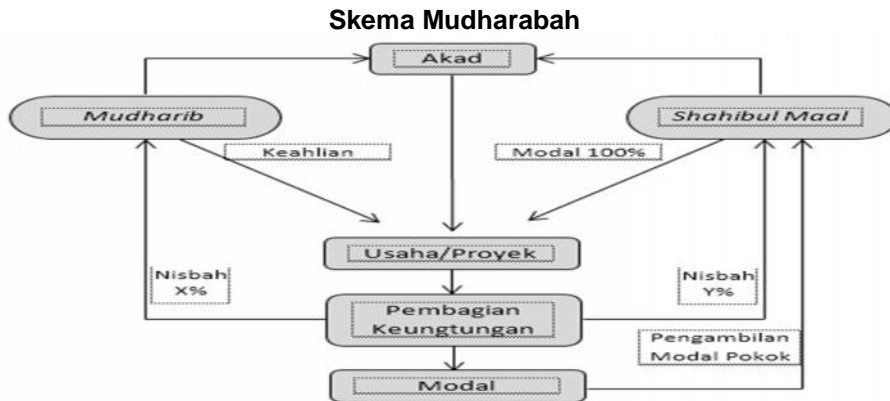 Skema Mudharabah
Akad
Mudharib
Shahibul Maal
Keahlian
Modal 100%
Usaha/Proyek
Nisbah
X%
Nisbah
Y%
Pembagian
Keungtungan
Pengambilan
Modal Pokok
Modal